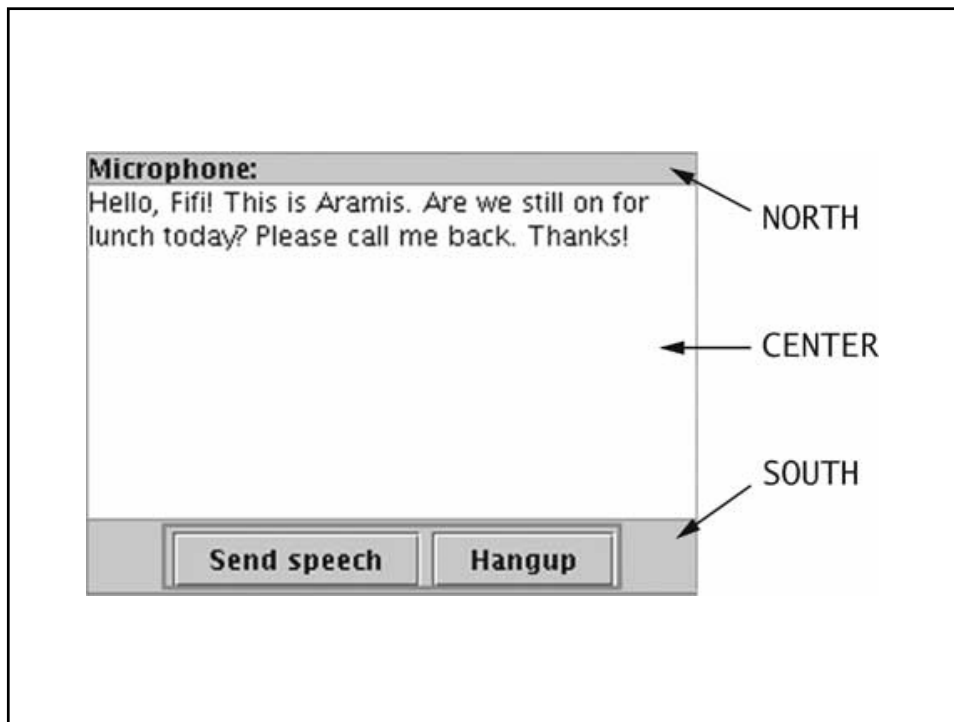 Microphone:
Hello, Fifi! This is Aramis. Are we still on for
lunch today? Please call me back. Thanks!
Send speech
Hangup
NORTH
CENTER
SOUTH